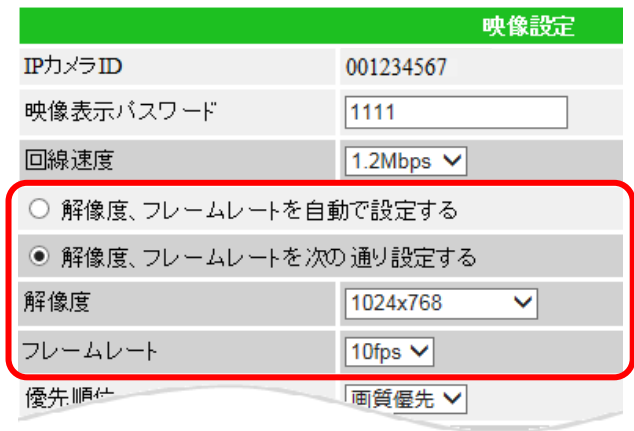 映像設定
IPカメラID 001234567
映像表示パスワード 1111
回線速度 1.2Mbps
解像度、フレームレートを自動で設定する
解像度、フレームレートを次の通り設定する
解像度 1024x768
フレームレート 10fps
優先順位 画質優先